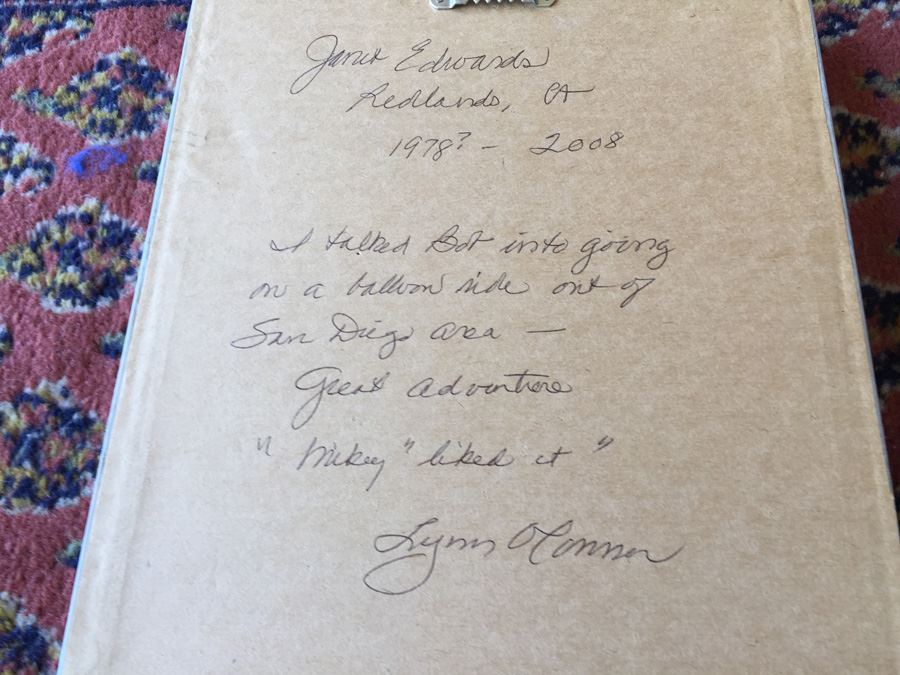 Janet Edwards
Redlands, CA
1978? - 2008
I talked Bob into going
on a balloon ride out of
San Diego area —
Great adventure
"Mikey" liked it"
Lynn O'Connor